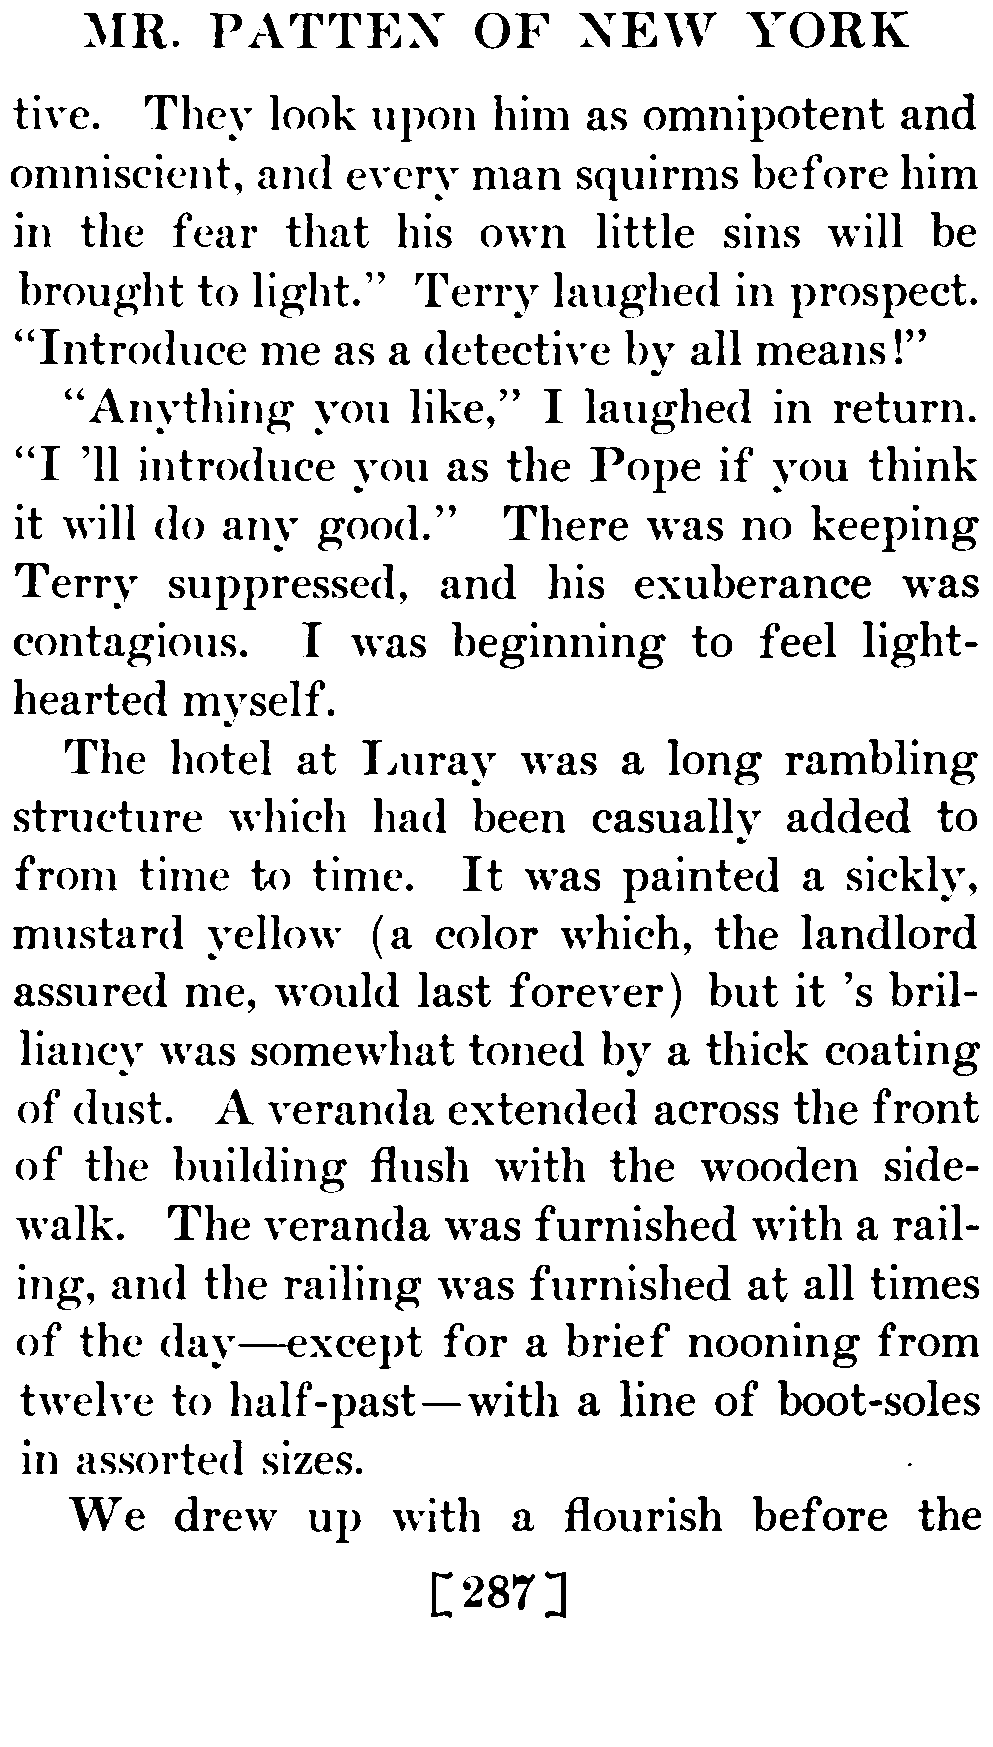 MR. PATTEN OF NEW YORK
tive. They look upon him as omnipotent and
omniscient, and every man squirms before him
in the fear that his own little sins will be
brought to light.” Terry laughed in prospect.
“Introduce me as a detective by all means!”
“Anything you like,” I laughed in return.
“I ’ll introduce you as the Pope if you think
it will do any good.” There was no keeping
Terry suppressed, and his exuberance was
contagious. I was beginning to feel light-
hearted myself.
The hotel at Luray was a long rambling
structure which had been casually added to
from time to time. It was painted a sickly,
mustard yellow (a color which, the landlord
assured me, would last forever) but it ’s bril-
liancy was somewhat toned by a thick coating
of dust. A veranda extended across the front
of the building flush with the wooden side-
walk. The veranda was furnished with a rail-
ing, and the railing was furnished at all times
of the day—except for a brief nooning from
twelve to half-past—with a line of boot-soles
in assorted sizes.
We drew up with a flourish before the
[287]